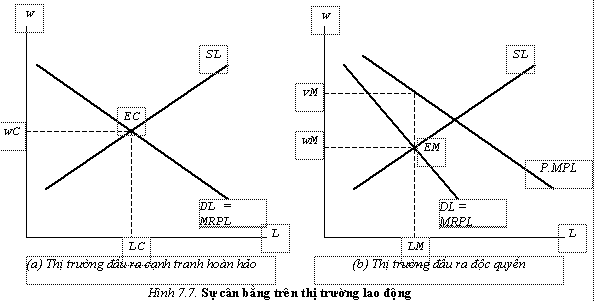 w
SL
EC
wC
DL =
MRPL
L
LC
(a) Thị trường đầu ra cạnh tranh hoàn hảo
w
SL
vM
wM
EM
P.MPL
DL =
MRPL
L
LM
(b) Thị trường đầu ra độc quyền
Hình 7.7. Sự cân bằng trên thị trường lao động